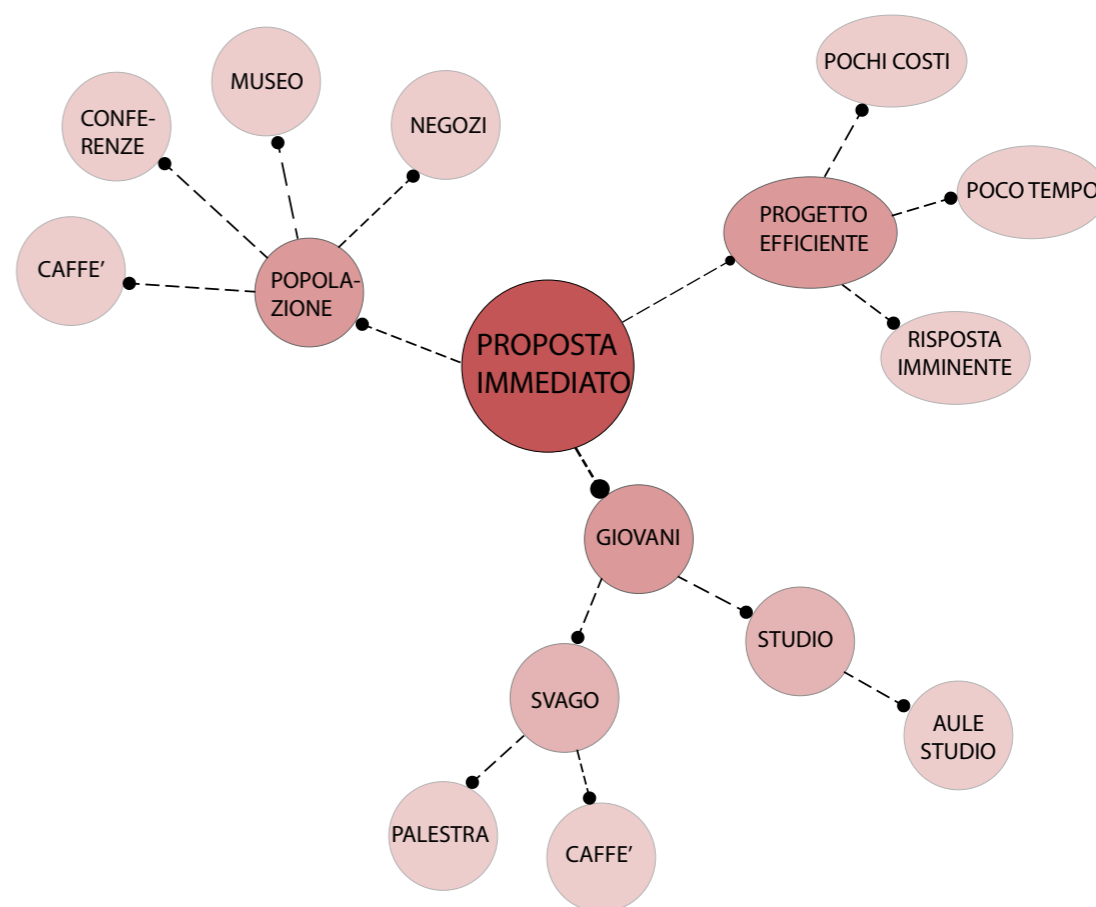 POCHI COSTI
MUSEO
CONFE-
RENZE
NEGOZI
POCO TEMPO
PROGETTO
EFFICIENTE
CAFFE’
POPOLA-
ZIONE
PROPOSTA
IMMEDIATO
RISPOSTA
IMMINENTE
GIOVANI
STUDIO
SVAGO
AULE
STUDIO
PALESTRA
CAFFE’